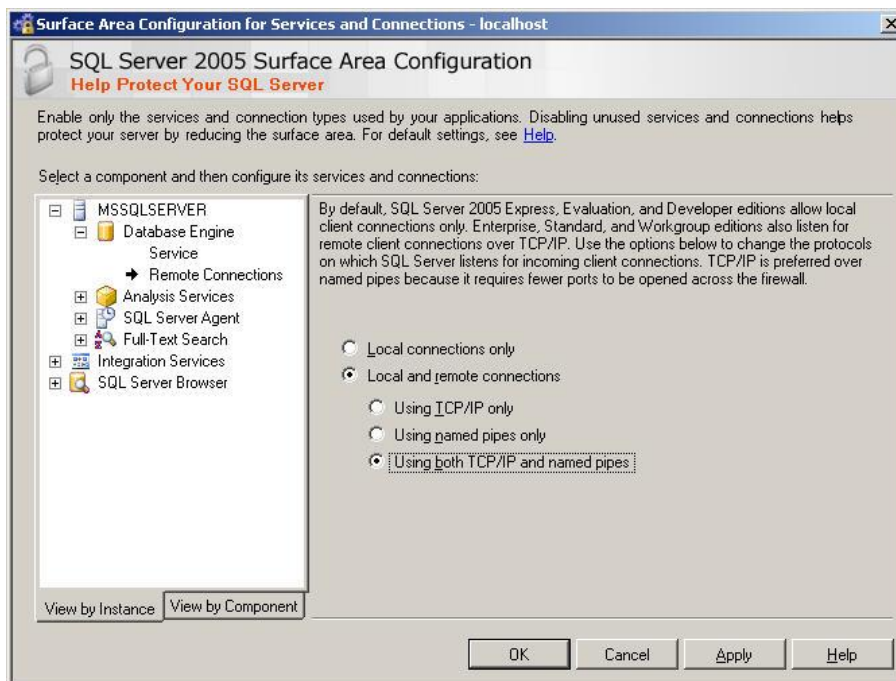 Surface Area Configuration for Services and Connections - localhost
SQL Server 2005 Surface Area Configuration
Help Protect Your SQL Server
Enable only the services and connection types used by your applications. Disabling unused services and connections helps
protect your server by reducing the surface area. For default settings, see Help.
Select a component and then configure its services and connections:
MSSQLSERVER
Database Engine
Service
Remote Connections
Analysis Services
SQL Server Agent
Full-Text Search
Integration Services
SQL Server Browser
View by Instance
View by Component
By default, SQL Server 2005 Express, Evaluation, and Developer editions allow local
client connections only. Enterprise, Standard, and Workgroup editions also listen for
remote client connections over TCP/IP. Use the options below to change the protocols
on which SQL Server listens for incoming client connections. TCP/IP is preferred over
named pipes because it requires fewer ports to be opened across the firewall.
Local connections only
Local and remote connections
Using TCP/IP only
Using named pipes only
Using both TCP/IP and named pipes
OK
Cancel
Apply
Help